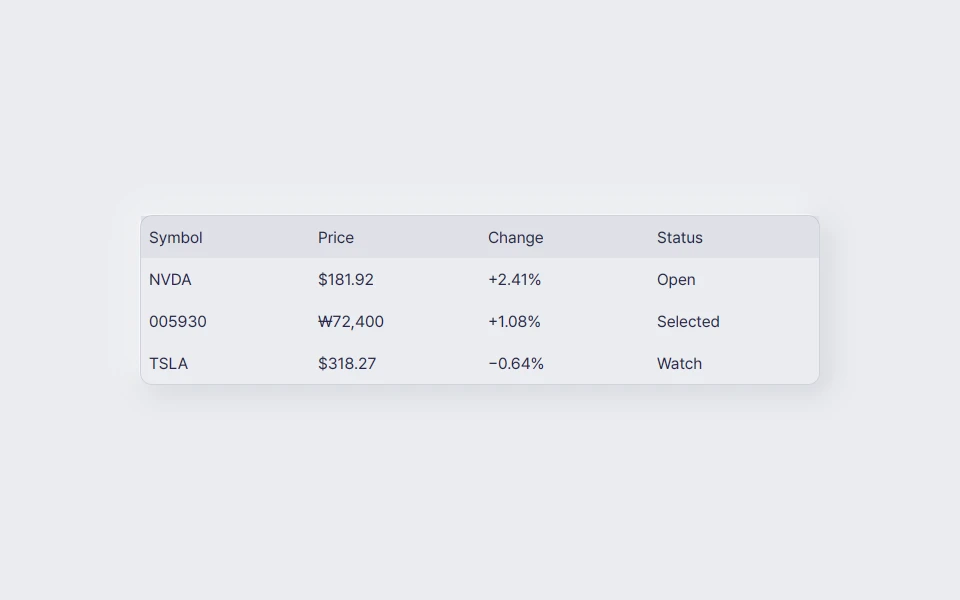 Symbol Price Change Status
NVDA $181.92 +2.41% Open
005930 ₩72,400 +1.08% Selected
TSLA $318.27 −0.64% Watch